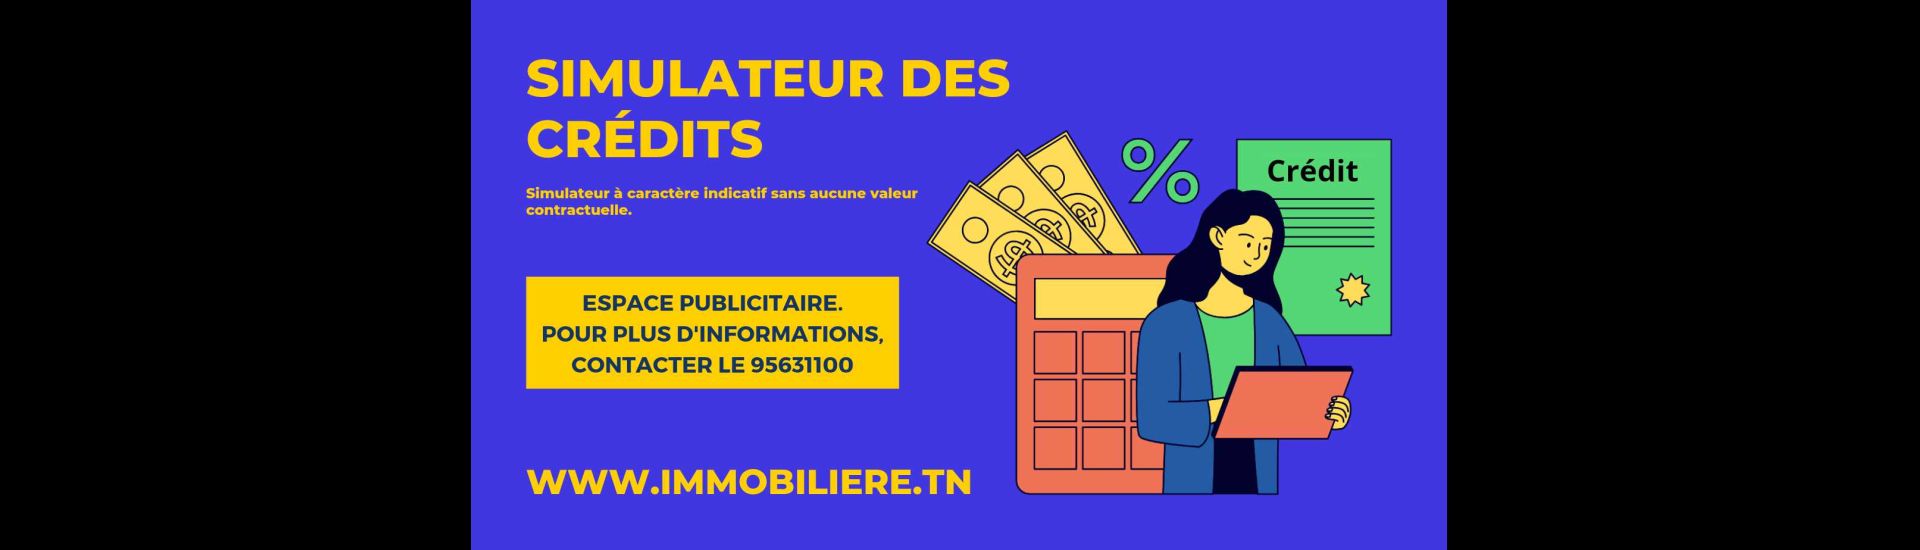 SIMULATEUR DES
CRÉDITS
Simulateur à caractère indicatif sans aucune valeur
contractuelle.
ESPACE PUBLICITAIRE.
POUR PLUS D'INFORMATIONS,
CONTACTER LE 95631100
WWW.IMMOBILIERE.TN
%
Crédit